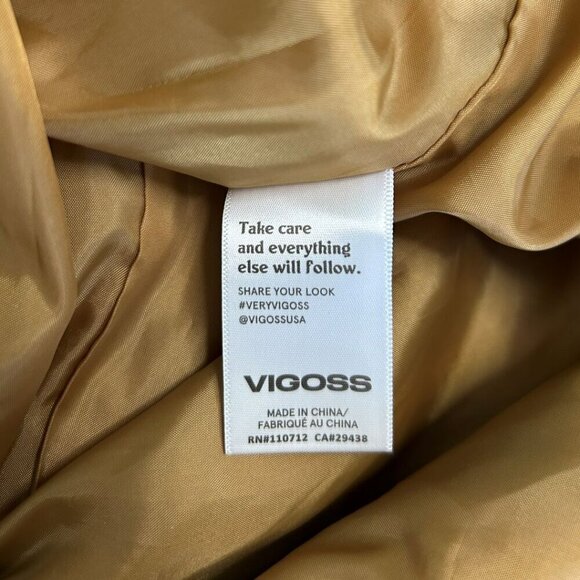 Take care
and everything
else will follow.
SHARE YOUR LOOK
#VERYVIGOSS
@VIGOSSUSA
VIGOSS
MADE IN CHINA/
FABRIQUÉ AU CHINA
RN#110712 CA#29438